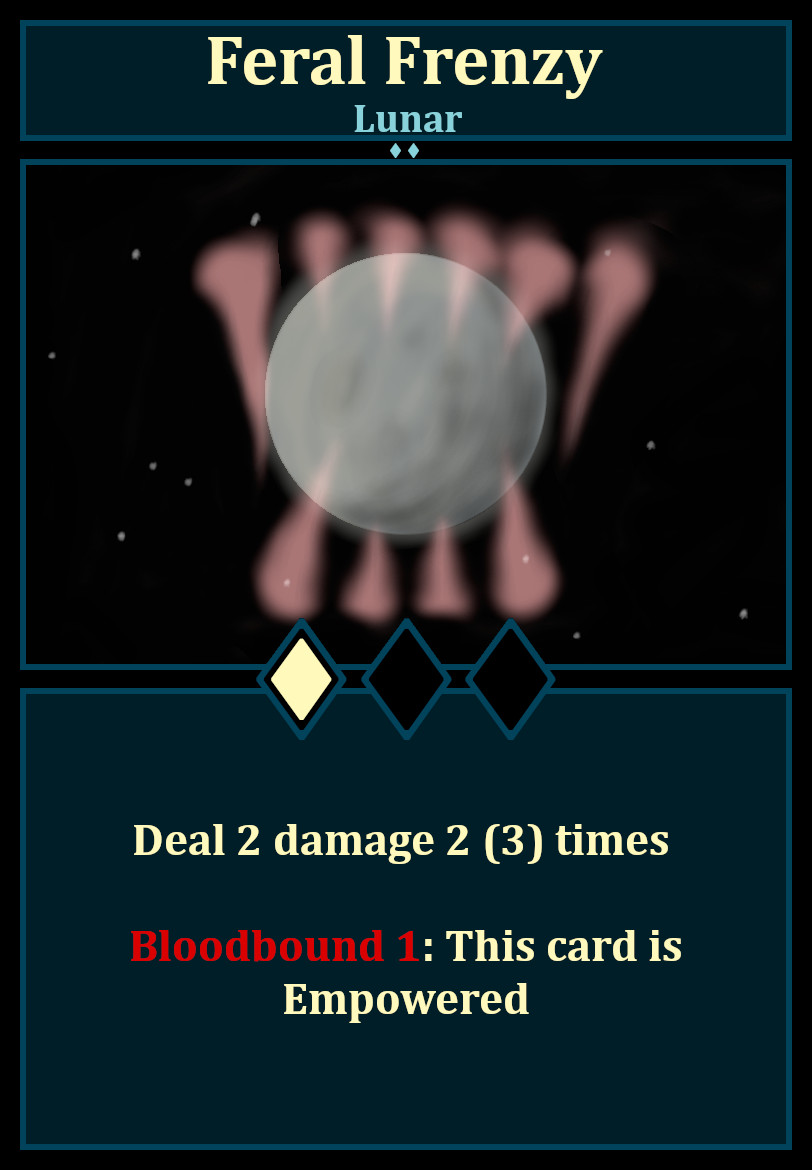 Feral Frenzy
Lunar
Deal 2 damage 2 (3) times
Bloodbound 1: This card is
Empowered